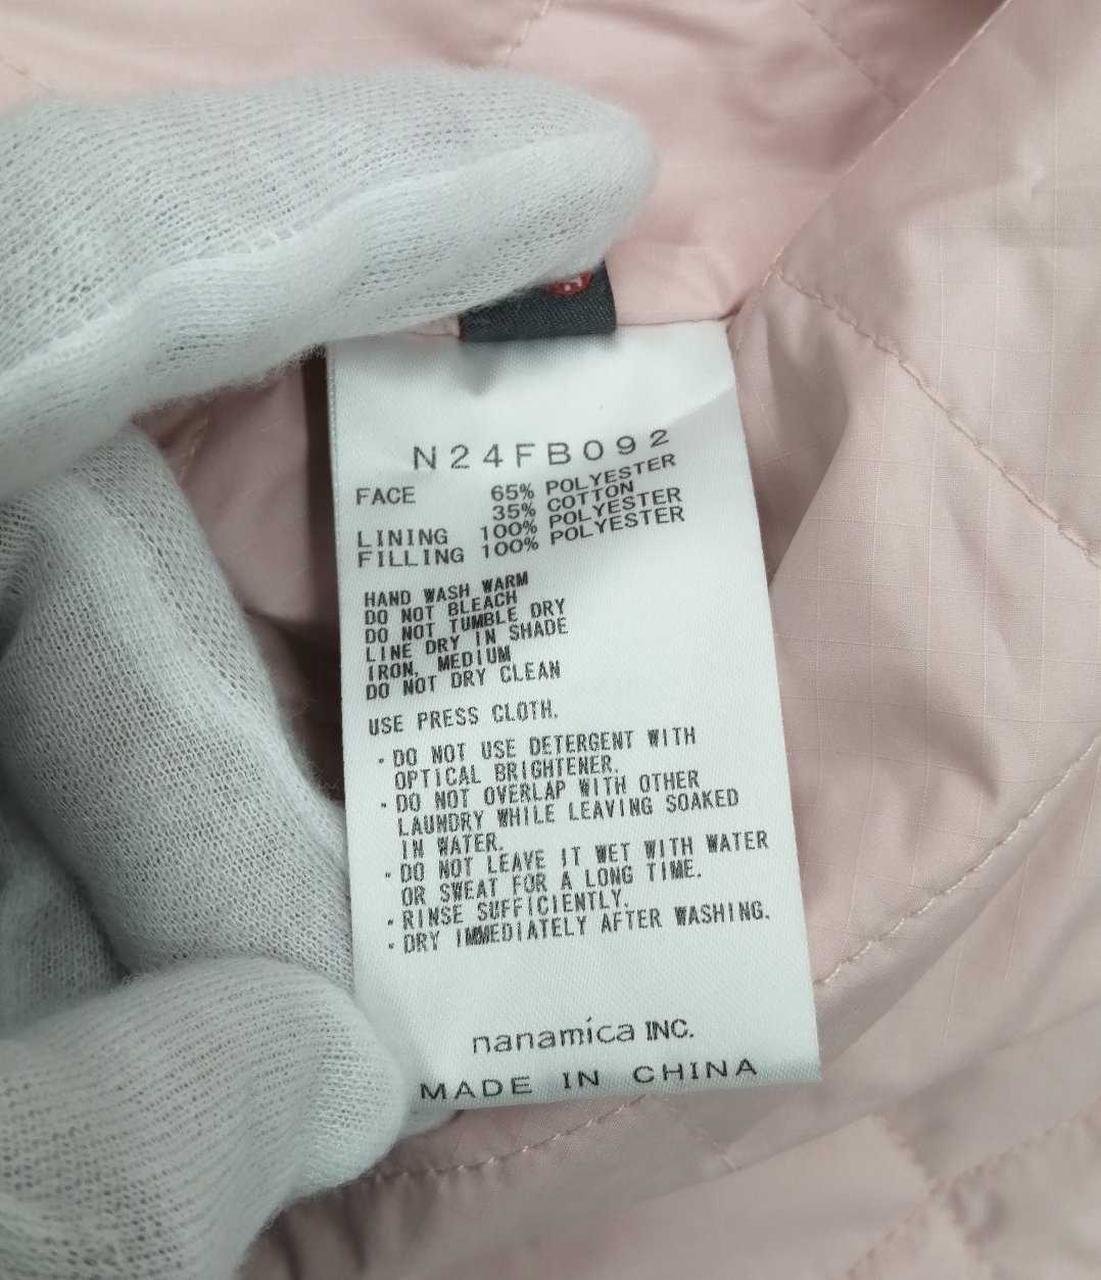 N24FB092
FACE 65% POLYESTER
35% COTTON
LINING 100% POLYESTER
FILLING 100% POLYESTER
HAND WASH WARM
DO NOT BLEACH
DO NOT TUMBLE DRY
LINE DRY IN SHADE
IRON, MEDIUM
DO NOT DRY CLEAN
USE PRESS CLOTH.
・DO NOT USE DETERGENT WITH
OPTICAL BRIGHTENER.
・DO NOT OVERLAP WITH OTHER
LAUNDRY WHILE LEAVING SOAKED
IN WATER.
・DO NOT LEAVE IT WET WITH WATER
OR SWEAT FOR A LONG TIME.
・RINSE SUFFICIENTLY.
・DRY IMMEDIATELY AFTER WASHING.
nanamíca INC.
MADE IN CHINA